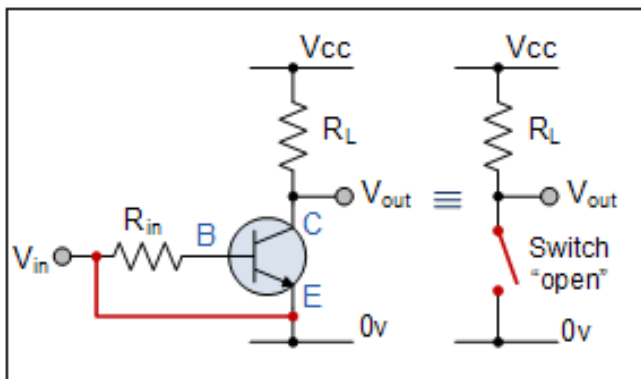 Vcc Vcc
RL RL
Vout ≡ Vout
Rin B C
Vin
Switch
"open"
E
0v 0v